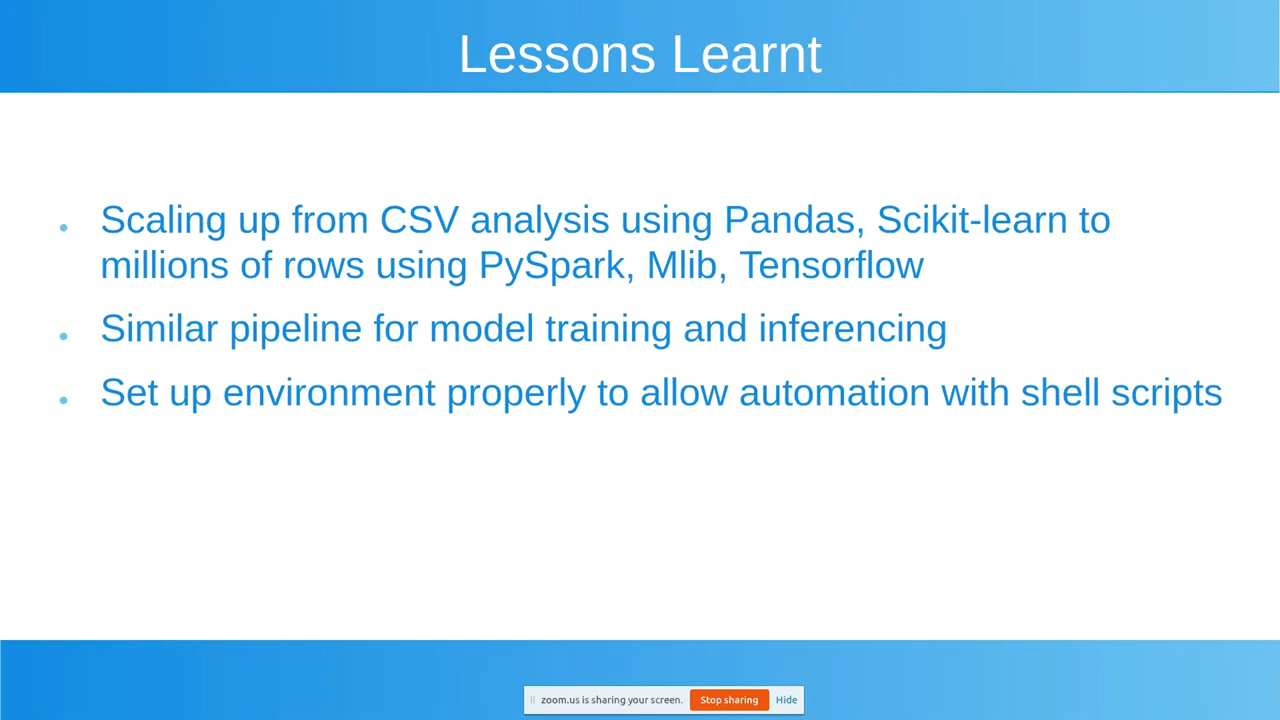 Lessons Learnt
Scaling up from CSV analysis using Pandas, Scikit-learn to
millions of rows using PySpark, Mlib, Tensorflow
Similar pipeline for model training and inferencing
Set up environment properly to allow automation with shell scripts
zoom.us is sharing your screen. Stop sharing Hide